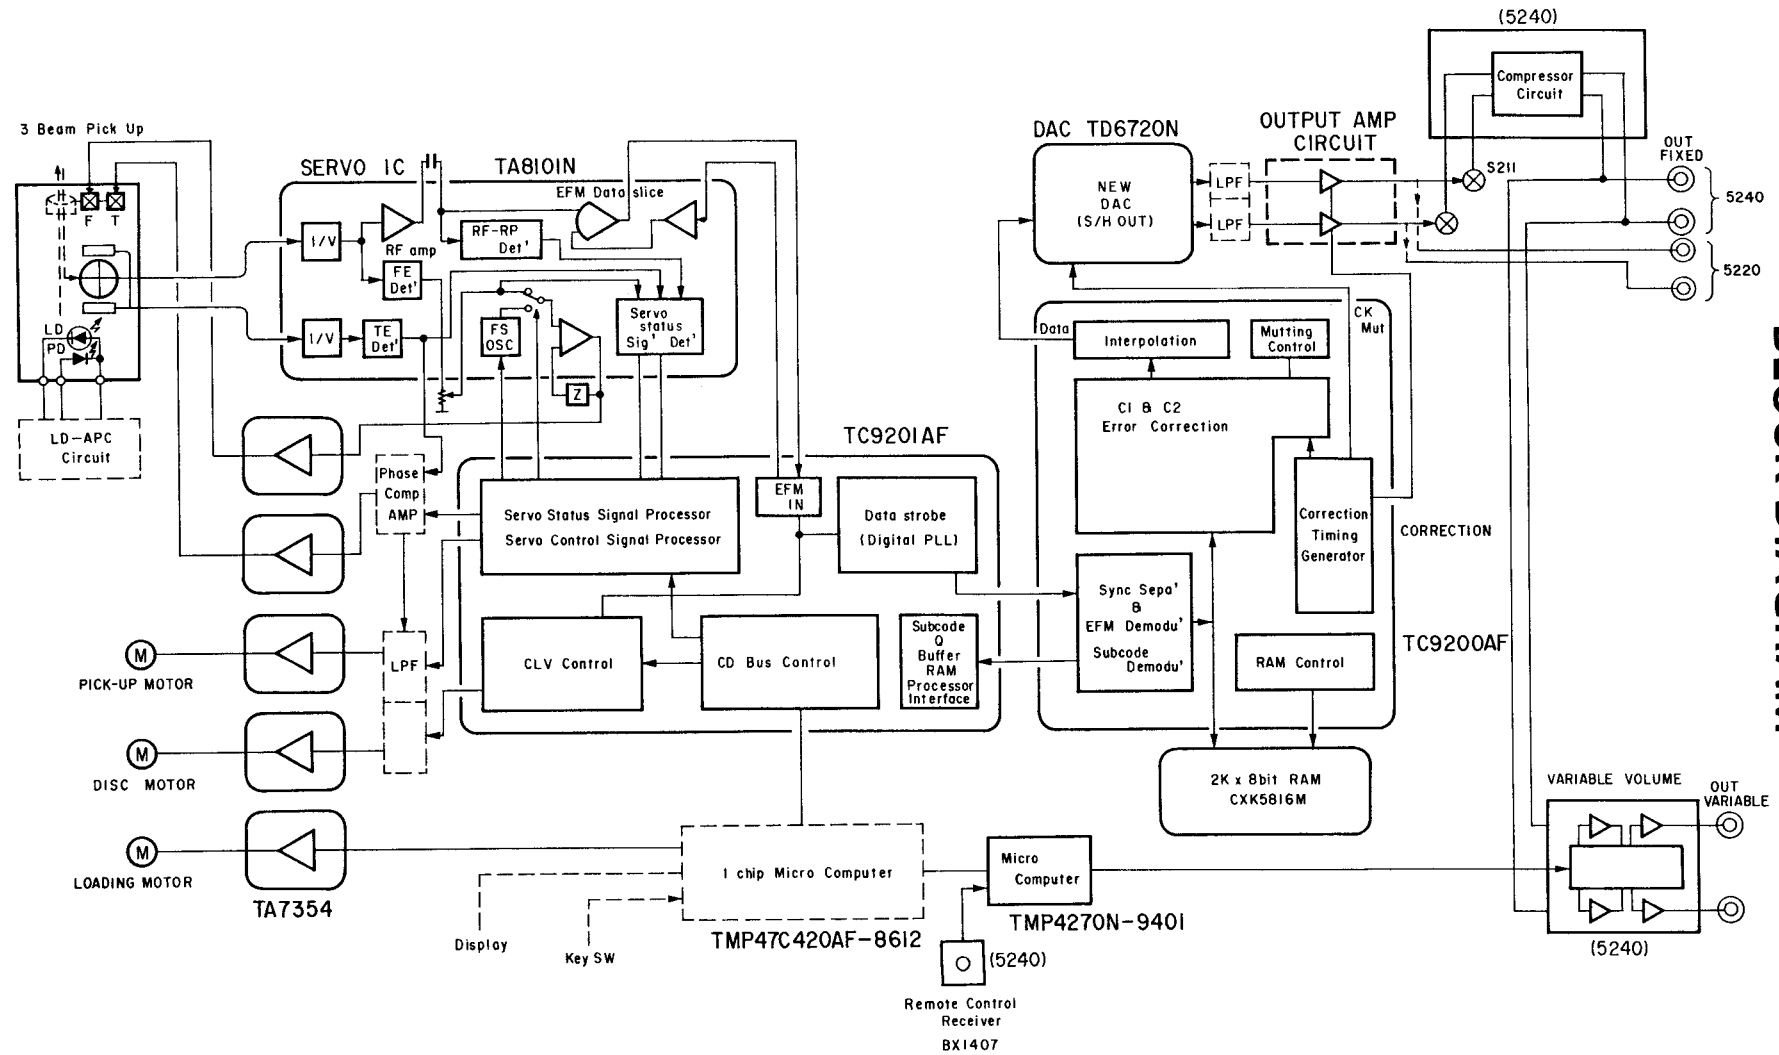 (5240)
Compressor
Circuit
3 Beam Pick Up
F
T
LD
PD
LD-APC
Circuit
SERVO IC
TA8101N
EFM Data slice
I/V
RF amp
RF-RP
Det'
FE
Det'
I/V
TE
Det'
FS
OSC
Servo
status
Sig' Det'
Z
DAC TD6720N
NEW
DAC
(S/H OUT)
LPF
LPF
OUTPUT AMP
CIRCUIT
S211
OUT
FIXED
5240
5220
Data
CK
Mut
Interpolation
Mutting
Control
C1 & C2
Error Correction
Correction
Timing
Generator
CORRECTION
TC9201AF
Phase
Comp
AMP
Servo Status Signal Processor
Servo Control Signal Processor
EFM
IN
Data strobe
(Digital PLL)
Sync Sepa'
&
EFM Demodu'
Subcode
Demodu'
CLV Control
CD Bus Control
Subcode
Q
Buffer
RAM
Processor
Interface
RAM Control
TC9200AF
2K x 8bit RAM
CXK5816M
M
PICK-UP MOTOR
LPF
M
DISC MOTOR
M
LOADING MOTOR
TA7354
1 chip Micro Computer
TMP47C420AF-8612
Display
Key SW
Micro
Computer
TMP4270N-9401
(5240)
Remote Control
Receiver
BX1407
VARIABLE VOLUME
OUT
VARIABLE
(5240)